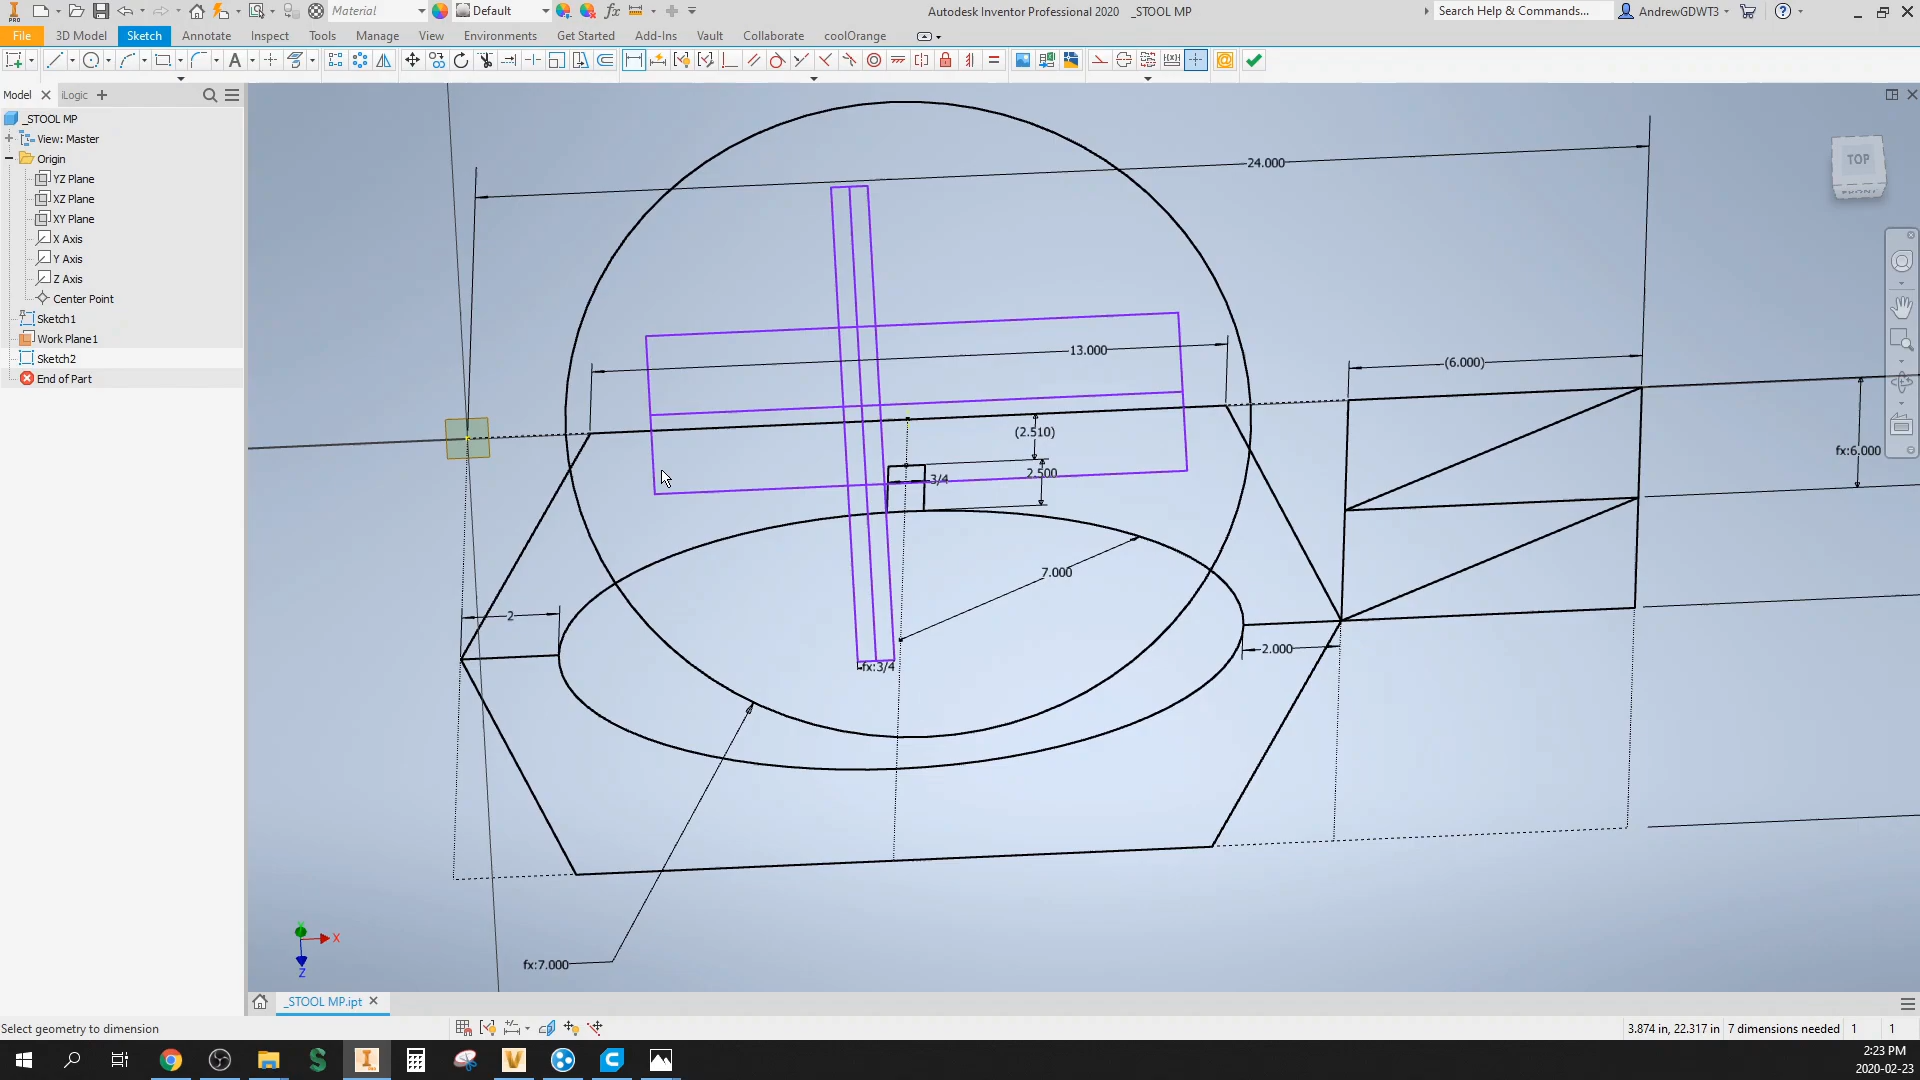 Material
Default
fx
Autodesk Inventor Professional 2020 _STOOL MP
Search Help & Commands...
AndrewGDWT3
File
3D Model
Sketch
Annotate
Inspect
Tools
Manage
View
Environments
Get Started
Add-Ins
Vault
Collaborate
coolOrange
Model
iLogic
_STOOL MP
View: Master
Origin
YZ Plane
XZ Plane
XY Plane
X Axis
Y Axis
Z Axis
Center Point
Sketch1
Work Plane1
Sketch2
End of Part
24.000
TOP
FRONT
13.000
(6.000)
(2.510)
2.500
3/4
fx:6.000
7.000
2
2.000
fx:3/4
fx:7.000
Y
X
Z
_STOOL MP.ipt
Select geometry to dimension
3.874 in, 22.317 in
7 dimensions needed
1
1
2:23 PM
2020-02-23